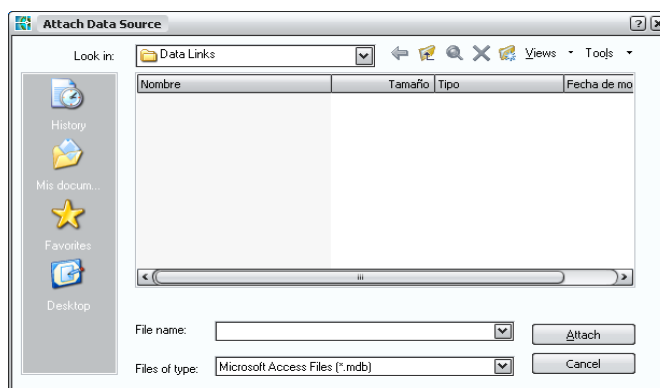 Attach Data Source
Look in:
Data Links
Views
Tools
History
Mis docum...
Favorites
Desktop
Nombre
Tamaño
Tipo
Fecha de mo
File name:
Attach
Files of type:
Microsoft Access Files (*.mdb)
Cancel